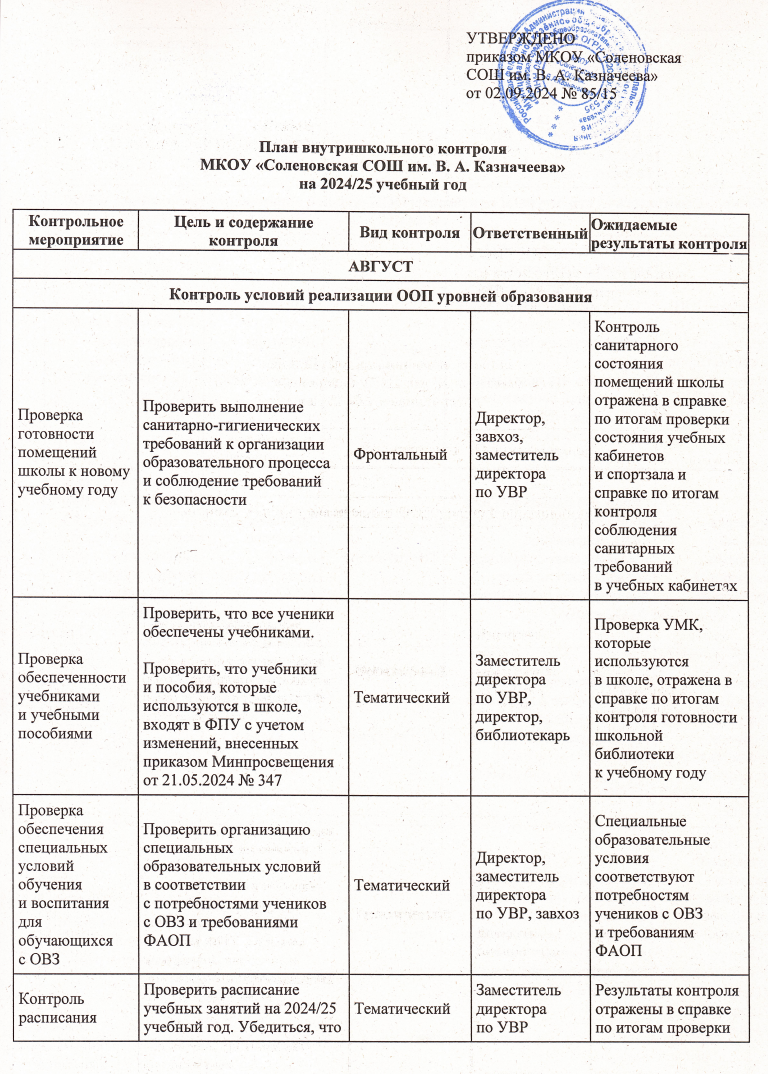 УТВЕРЖДЕНО
приказом МКОУ «Соленовская
СОШ им. В. А. Казначеева»
от 02.09.2024 № 85/15
План внутришкольного контроля
МКОУ «Соленовская СОШ им. В. А. Казначеева»
на 2024/25 учебный год
Контрольное
мероприятие
Цель и содержание
контроля
Вид контроля
Ответственный
Ожидаемые
результаты контроля
АВГУСТ
Контроль условий реализации ООП уровней образования
Проверка
готовности
помещений
школы к новому
учебному году
Проверить выполнение
санитарно-гигиенических
требований к организации
образовательного процесса
и соблюдение требований
к безопасности
Фронтальный
Директор,
завхоз,
заместитель
директора
по УВР
Контроль
санитарного
состояния
помещений школы
отражена в справке
по итогам проверки
состояния учебных
кабинетов
и спортзала и
справке по итогам
контроля
соблюдения
санитарных
требований
в учебных кабинетах
Проверка
обеспеченности
учебниками
и учебными
пособиями
Проверить, что все ученики
обеспечены учебниками.
Проверить, что учебники
и пособия, которые
используются в школе,
входят в ФПУ с учетом
изменений, внесенных
приказом Минпросвещения
от 21.05.2024 № 347
Тематический
Заместитель
директора
по УВР,
директор,
библиотекарь
Проверка УМК,
которые
используются
в школе, отражена в
справке по итогам
контроля готовности
школьной
библиотеки
к учебному году
Проверка
обеспечения
специальных
условий
обучения
и воспитания
для
обучающихся
с ОВЗ
Проверить организацию
специальных
образовательных условий
в соответствии
с потребностями учеников
с ОВЗ и требованиями
ФАОП
Тематический
Директор,
заместитель
директора
по УВР, завхоз
Специальные
образовательные
условия
соответствуют
потребностям
учеников с ОВЗ
и требованиям
ФАОП
Контроль
расписания
Проверить расписание
учебных занятий на 2024/25
учебный год. Убедиться, что
Тематический
Заместитель
директора
по УВР
Результаты контроля
отражены в справке
по итогам проверки